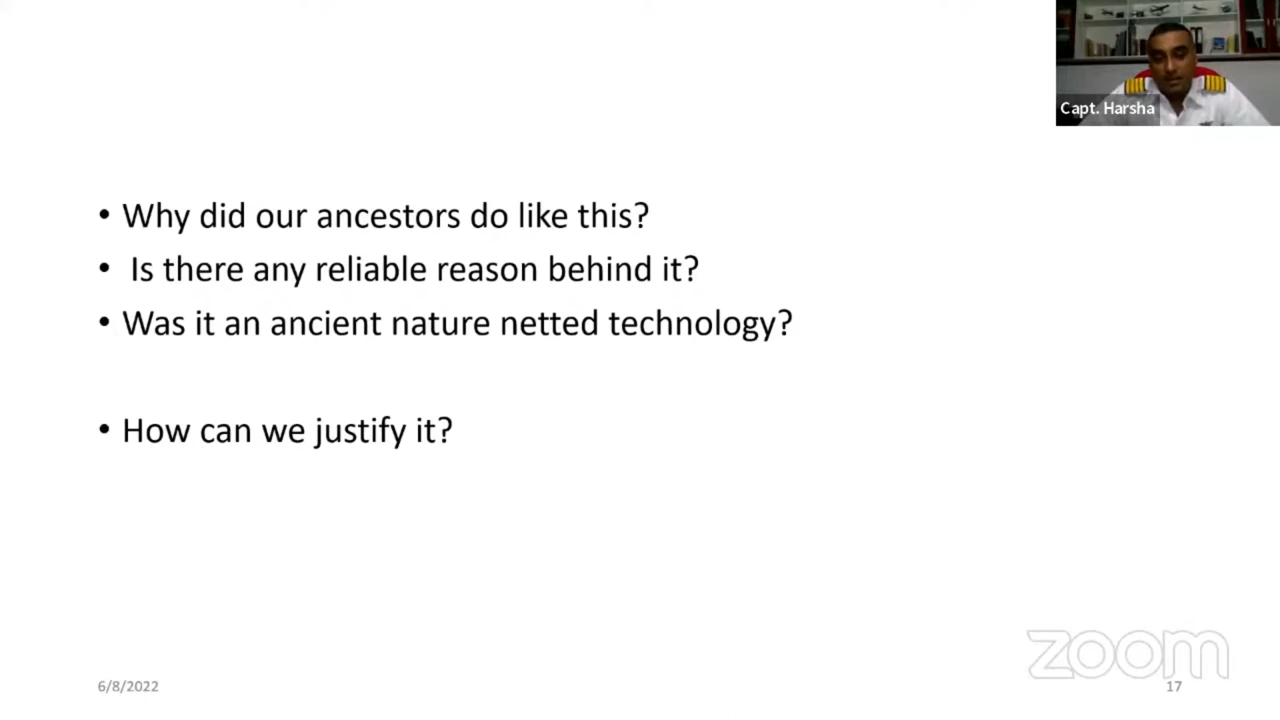 Capt. Harsha
• Why did our ancestors do like this?
• Is there any reliable reason behind it?
• Was it an ancient nature netted technology?
• How can we justify it?
zoom
6/8/2022
17